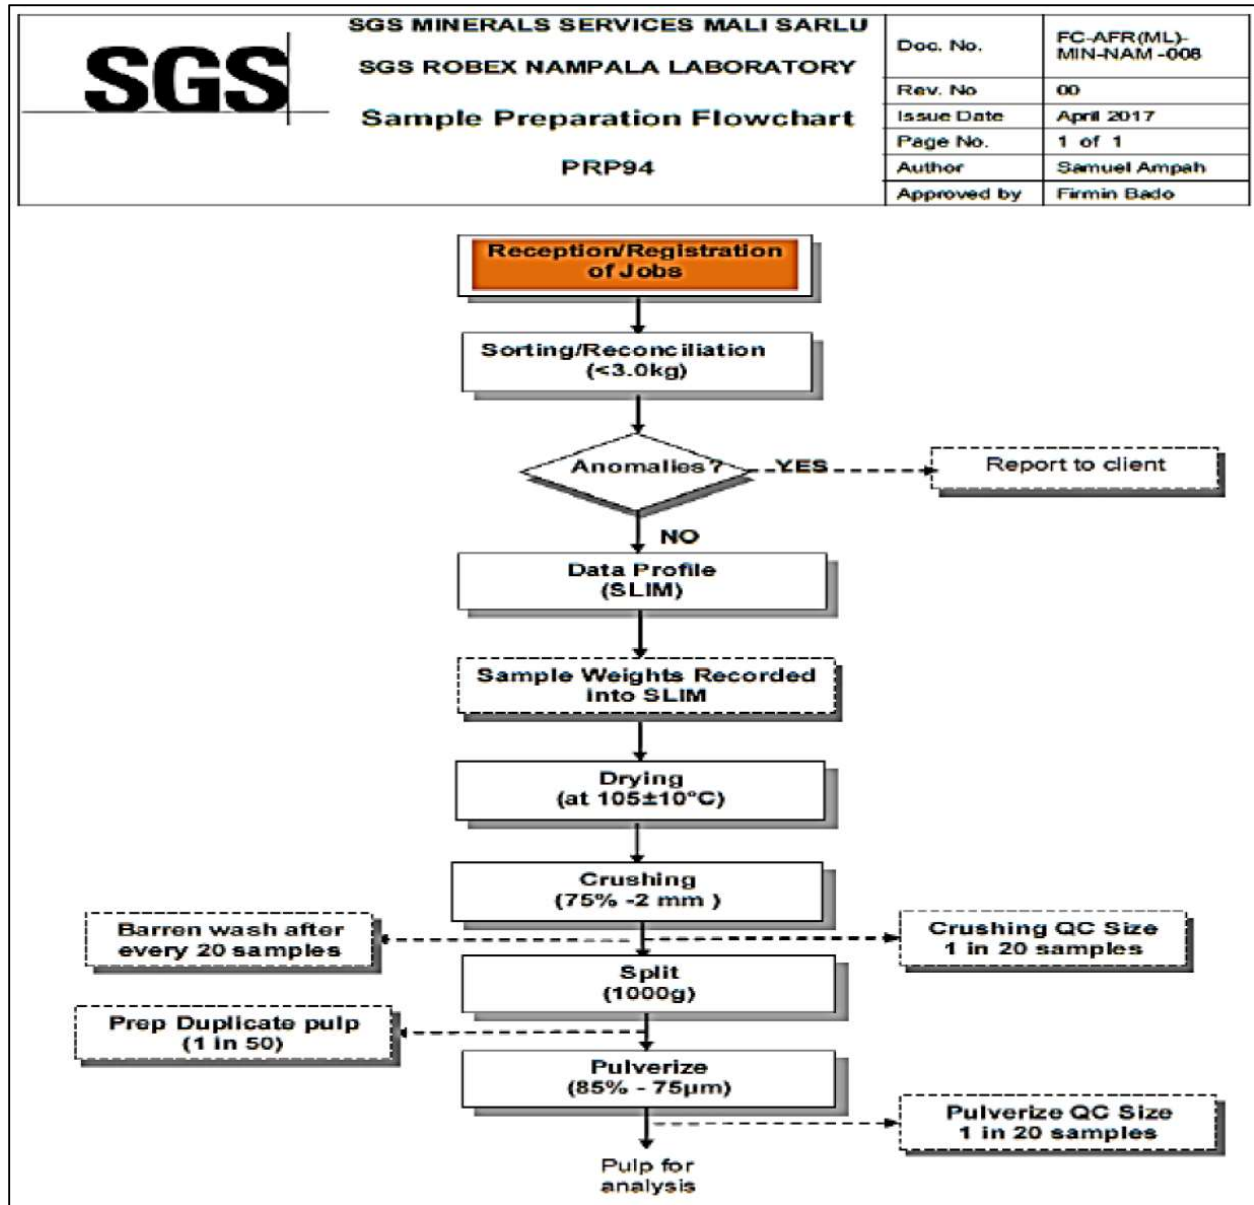 SGS
SGS MINERALS SERVICES MALI SARLU
SGS ROBEX NAMPALA LABORATORY
Sample Preparation Flowchart
PRP94
Doc. No.
FC-AFR(ML)-
MIN-NAM -008
Rev. No
00
Issue Date
April 2017
Page No.
1 of 1
Author
Samuel Ampah
Approved by
Firmin Bado
Reception/Registration
of Jobs
Sorting/Reconciliation
(<3.0kg)
Anomalies?
YES
Report to client
NO
Data Profile
(SLIM)
Sample Weights Recorded
into SLIM
Drying
(at 105±10°C)
Crushing
(75% -2 mm )
Barren wash after
every 20 samples
Crushing QC Size
1 in 20 samples
Split
(1000g)
Prep Duplicate pulp
(1 in 50)
Pulverize
(85% - 75µm)
Pulverize QC Size
1 in 20 samples
Pulp for
analysis